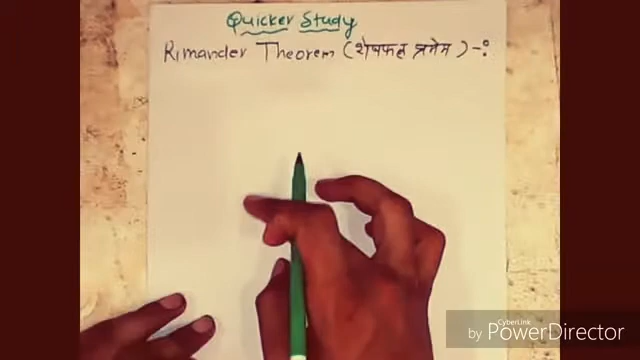 Quicker Study
Rimander Theorem (शेषफल प्रमेय) -:
CyberLink
by PowerDirector